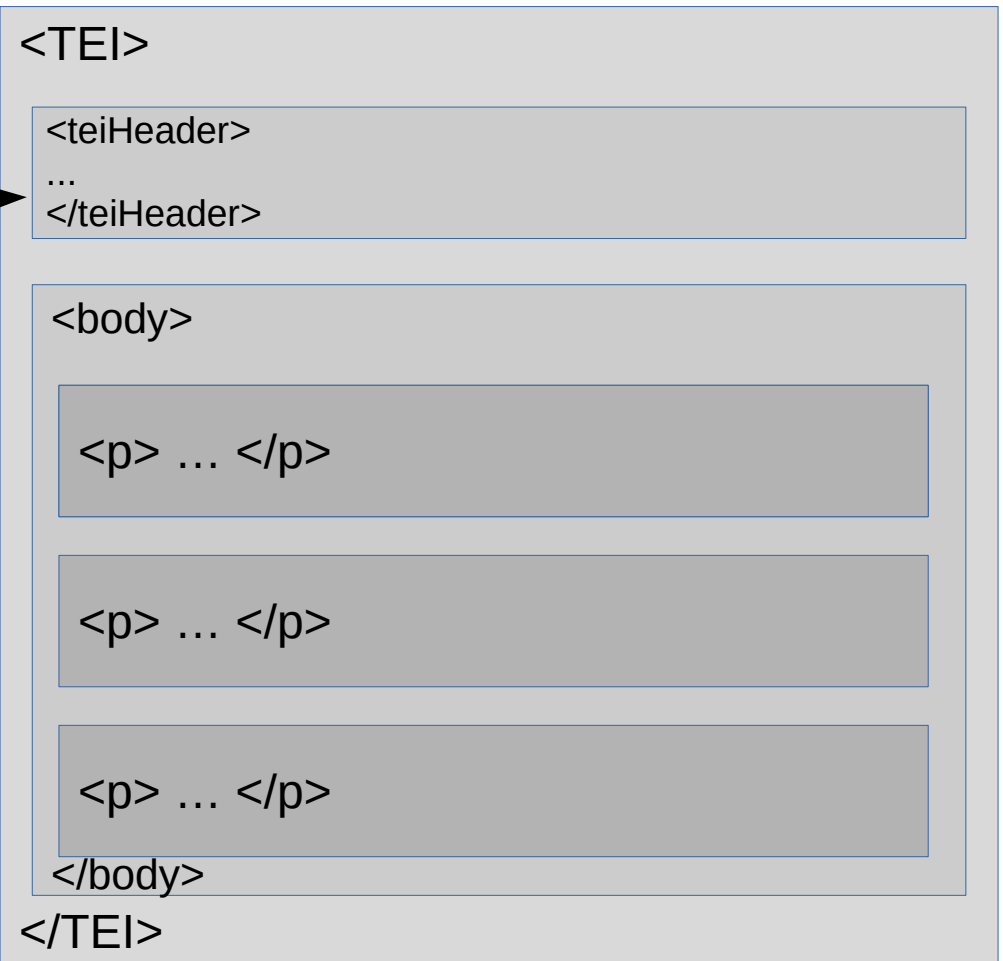 <TEI>
<teiHeader>
...
</teiHeader>
<body>
<p> … </p>
<p> … </p>
<p> … </p>
</body>
</TEI>